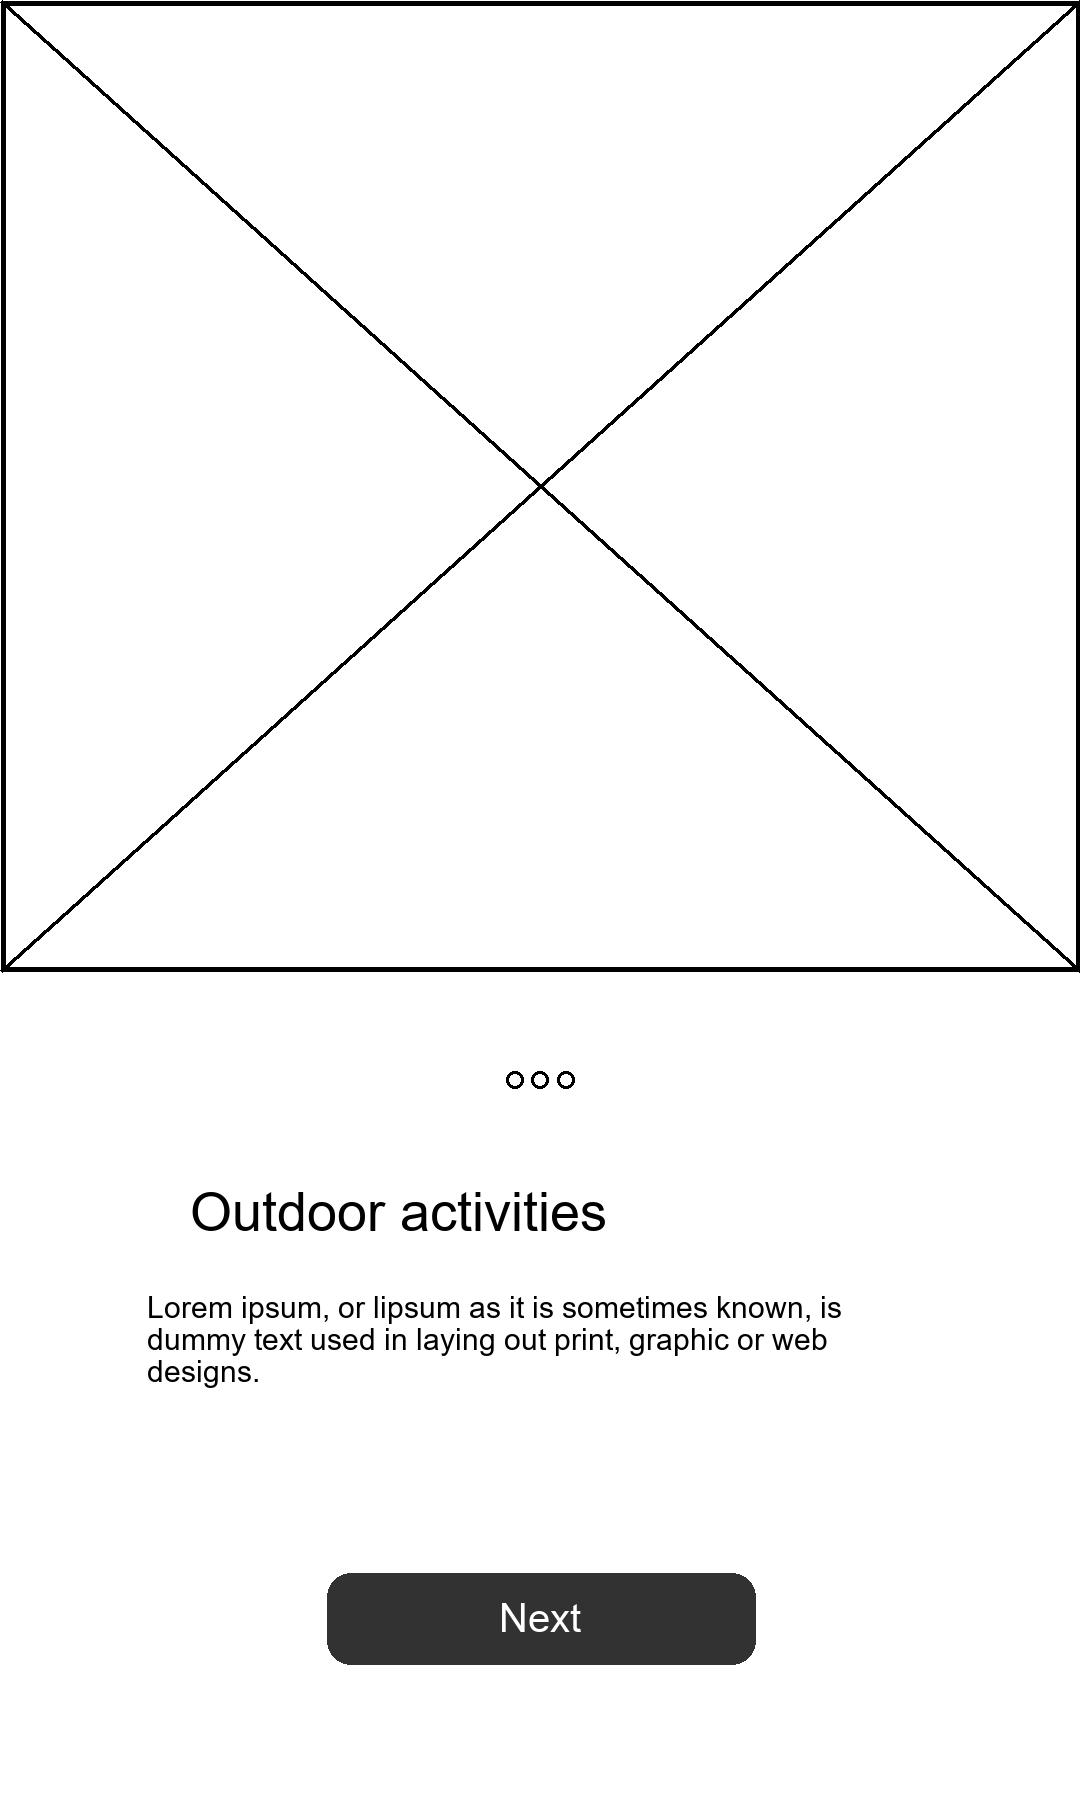 Outdoor activities
Lorem ipsum, or lipsum as it is sometimes known, is
dummy text used in laying out print, graphic or web
designs.
Next